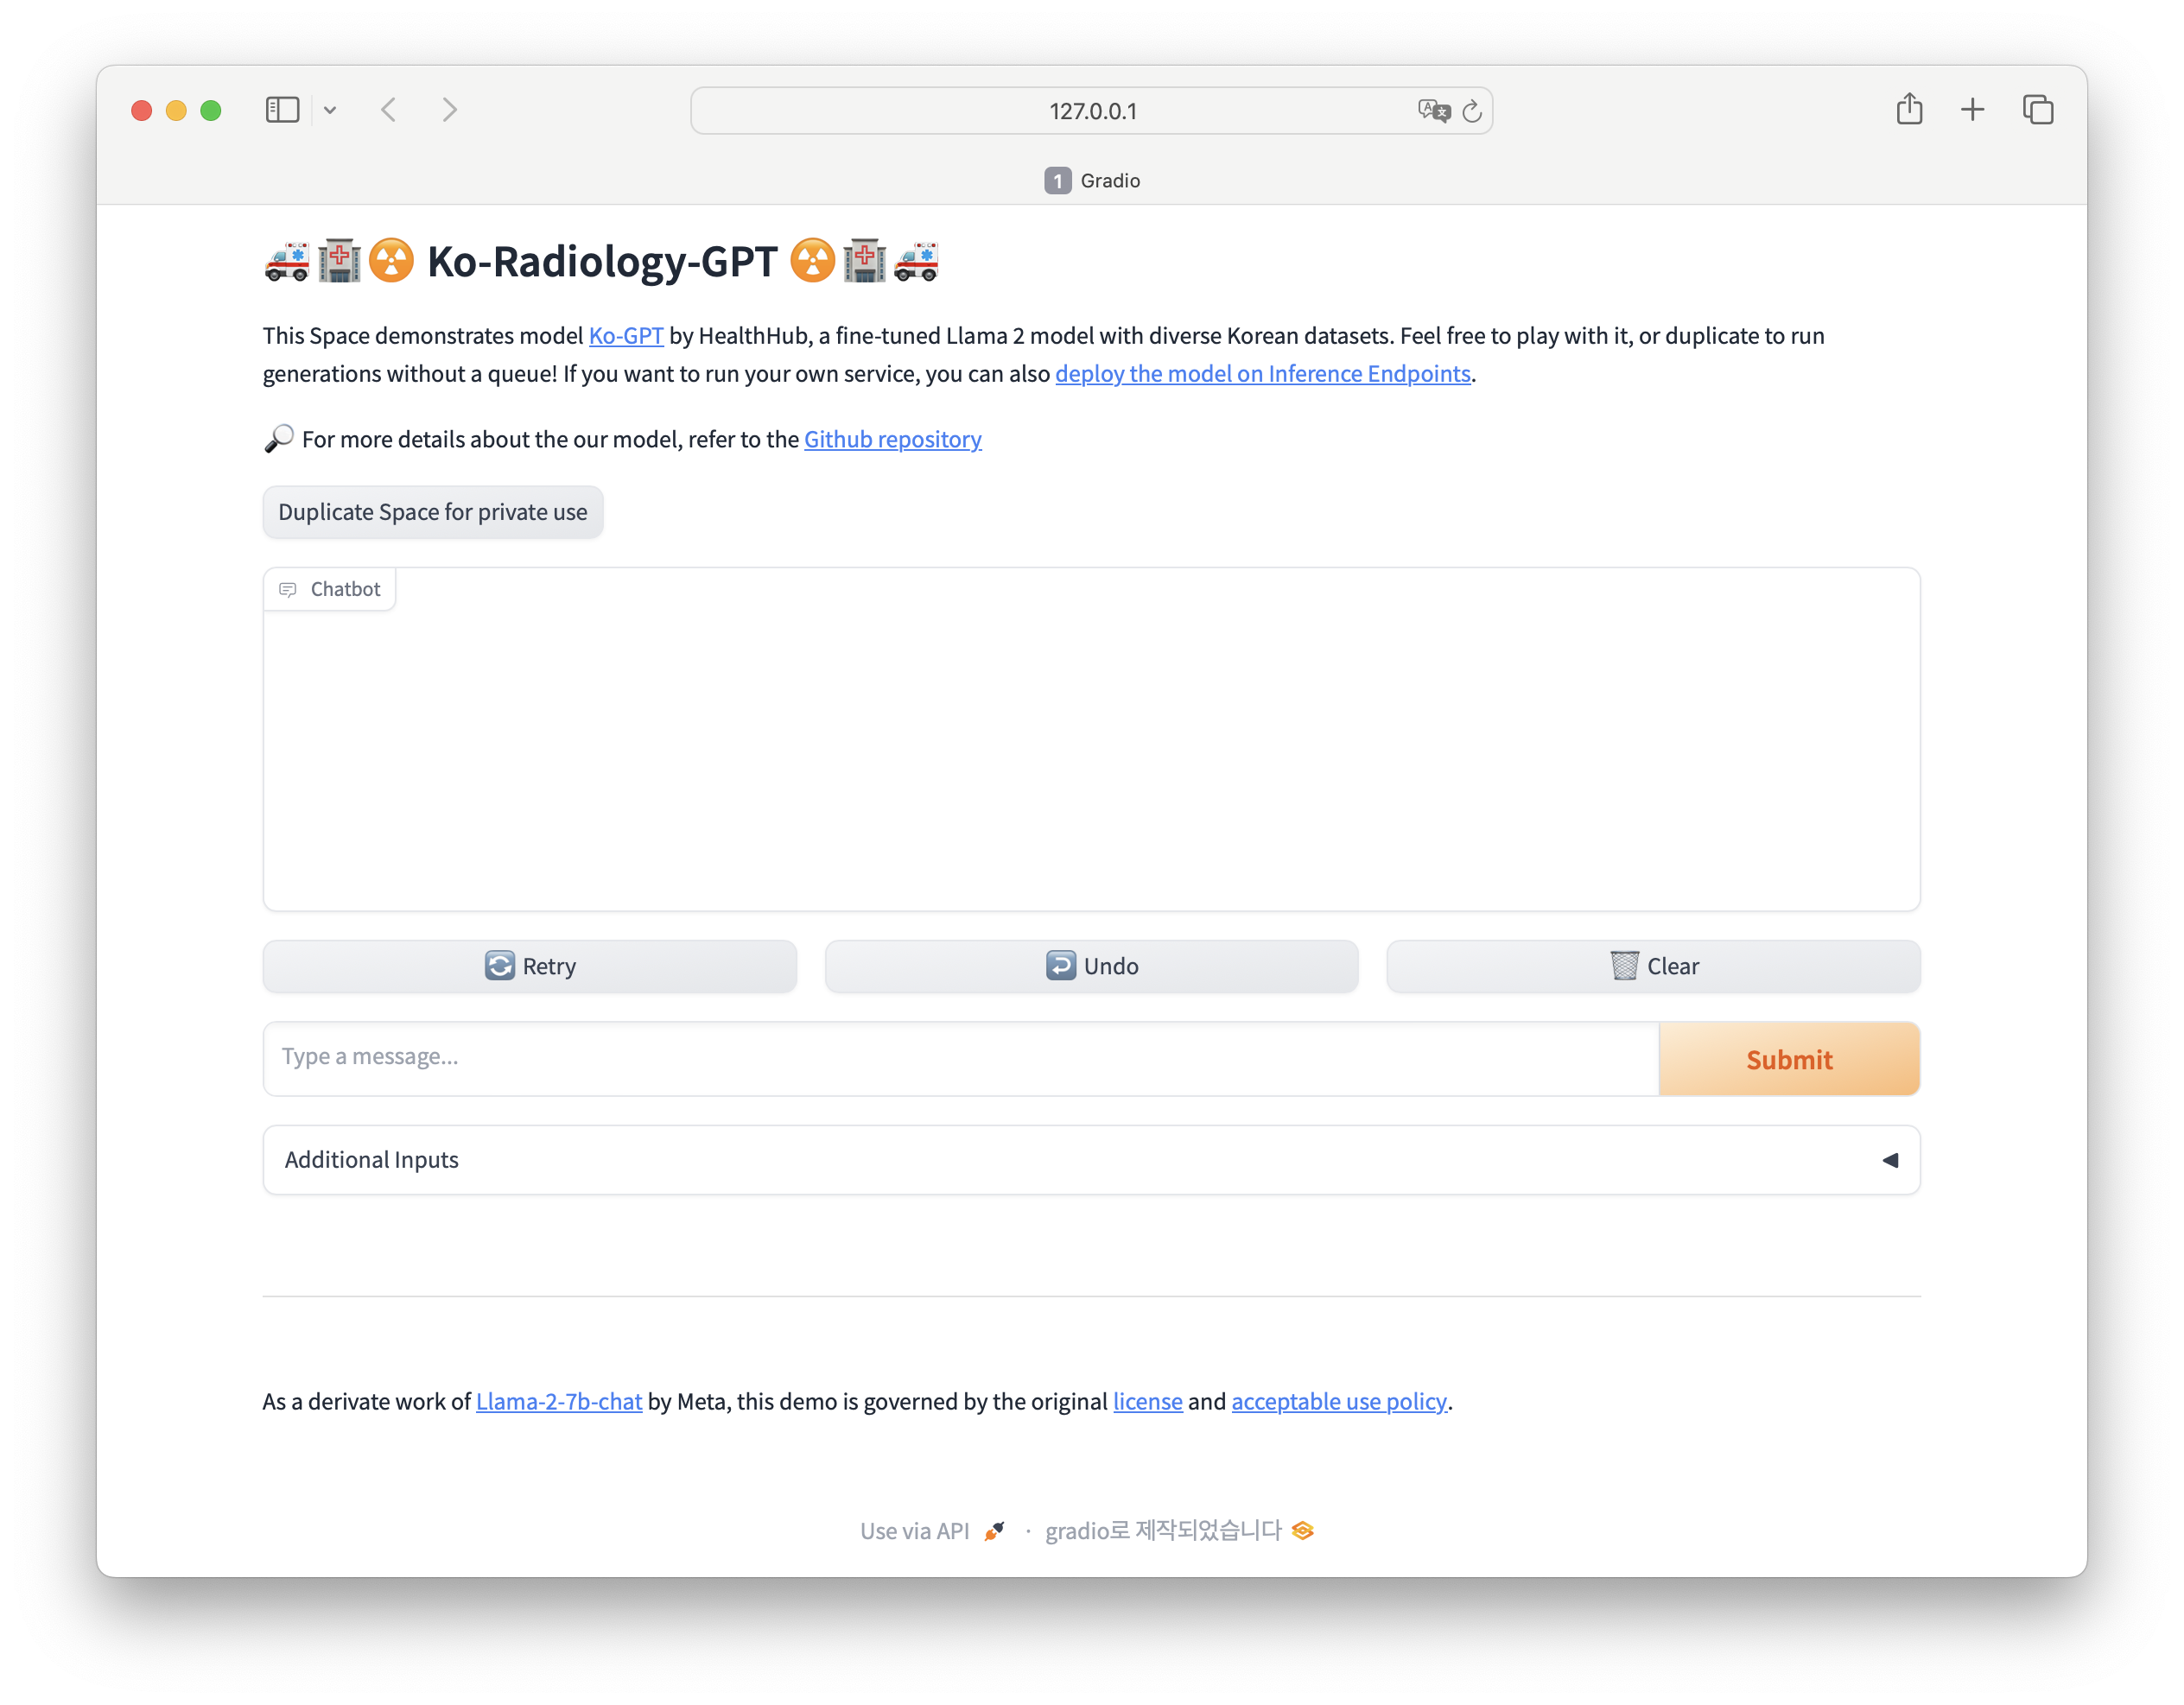 127.0.0.1
1 Gradio
Ko-Radiology-GPT
This Space demonstrates model Ko-GPT by HealthHub, a fine-tuned Llama 2 model with diverse Korean datasets. Feel free to play with it, or duplicate to run
generations without a queue! If you want to run your own service, you can also deploy the model on Inference Endpoints.
For more details about the our model, refer to the Github repository
Duplicate Space for private use
Chatbot
Retry
Undo
Clear
Type a message...
Submit
Additional Inputs
As a derivate work of Llama-2-7b-chat by Meta, this demo is governed by the original license and acceptable use policy.
Use via API · gradio로 제작되었습니다